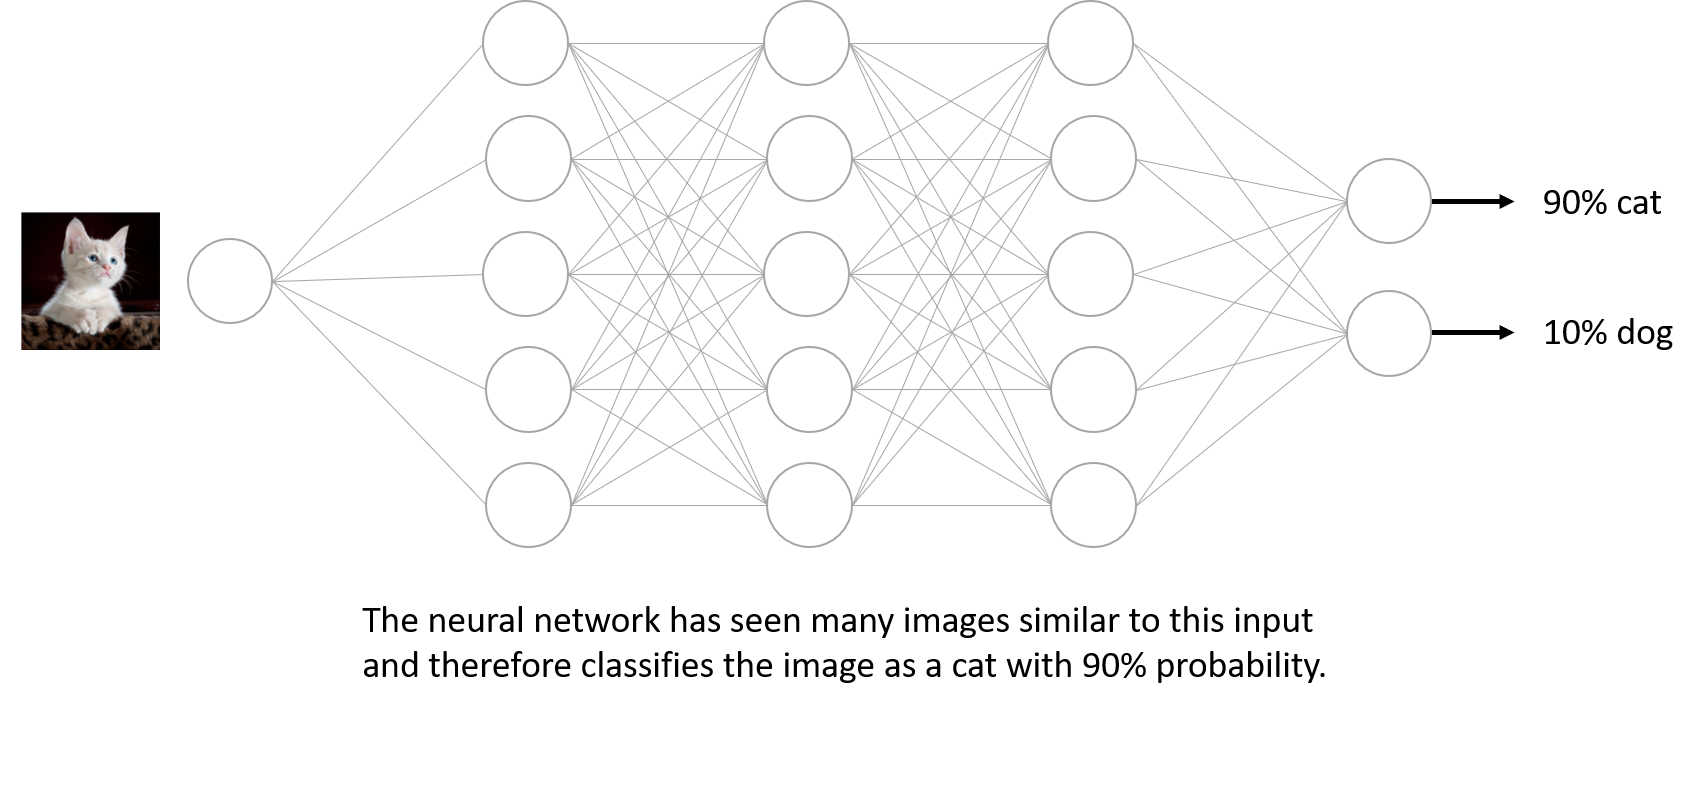 90% cat
10% dog
The neural network has seen many images similar to this input
and therefore classifies the image as a cat with 90% probability.